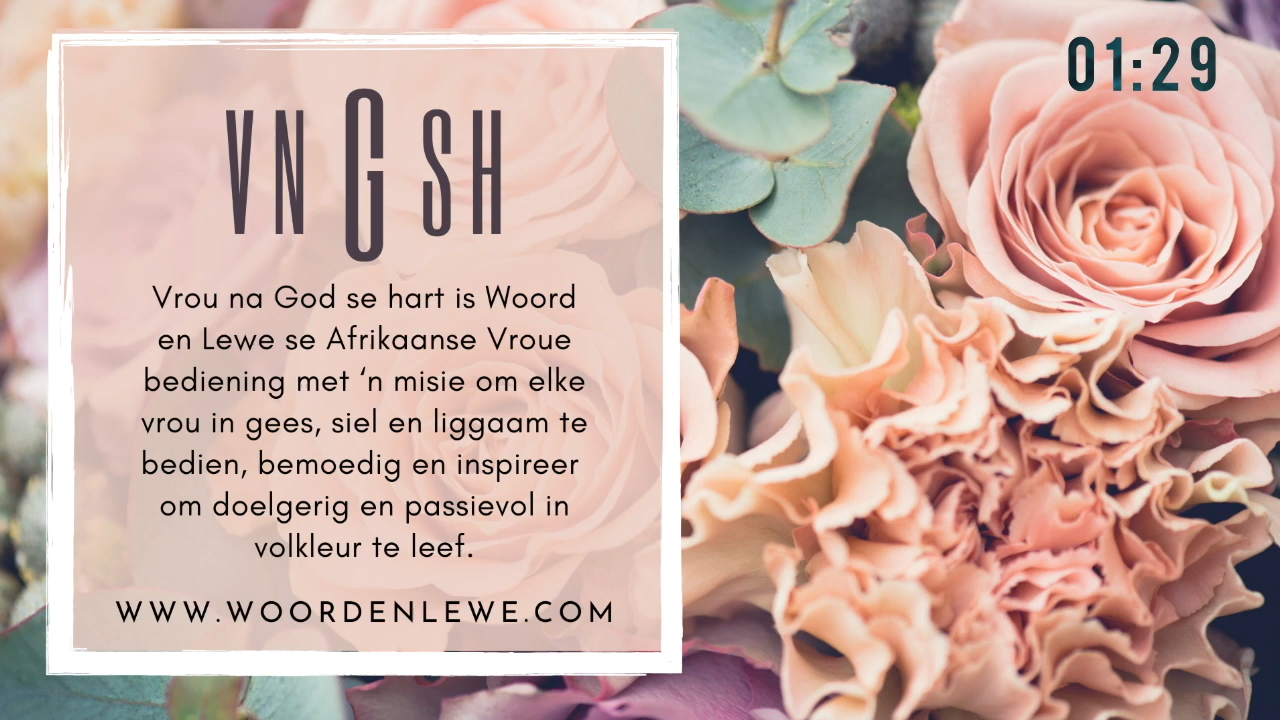 VNGSH
01:29
Vrou na God se hart is Woord
en Lewe se Afrikaanse Vroue
bediening met ‘n misie om elke
vrou in gees, siel en liggaam te
bedien, bemoedig en inspireer
om doelgerig en passievol in
volkleur te leef.
WWW.WOORDENLEWE.COM